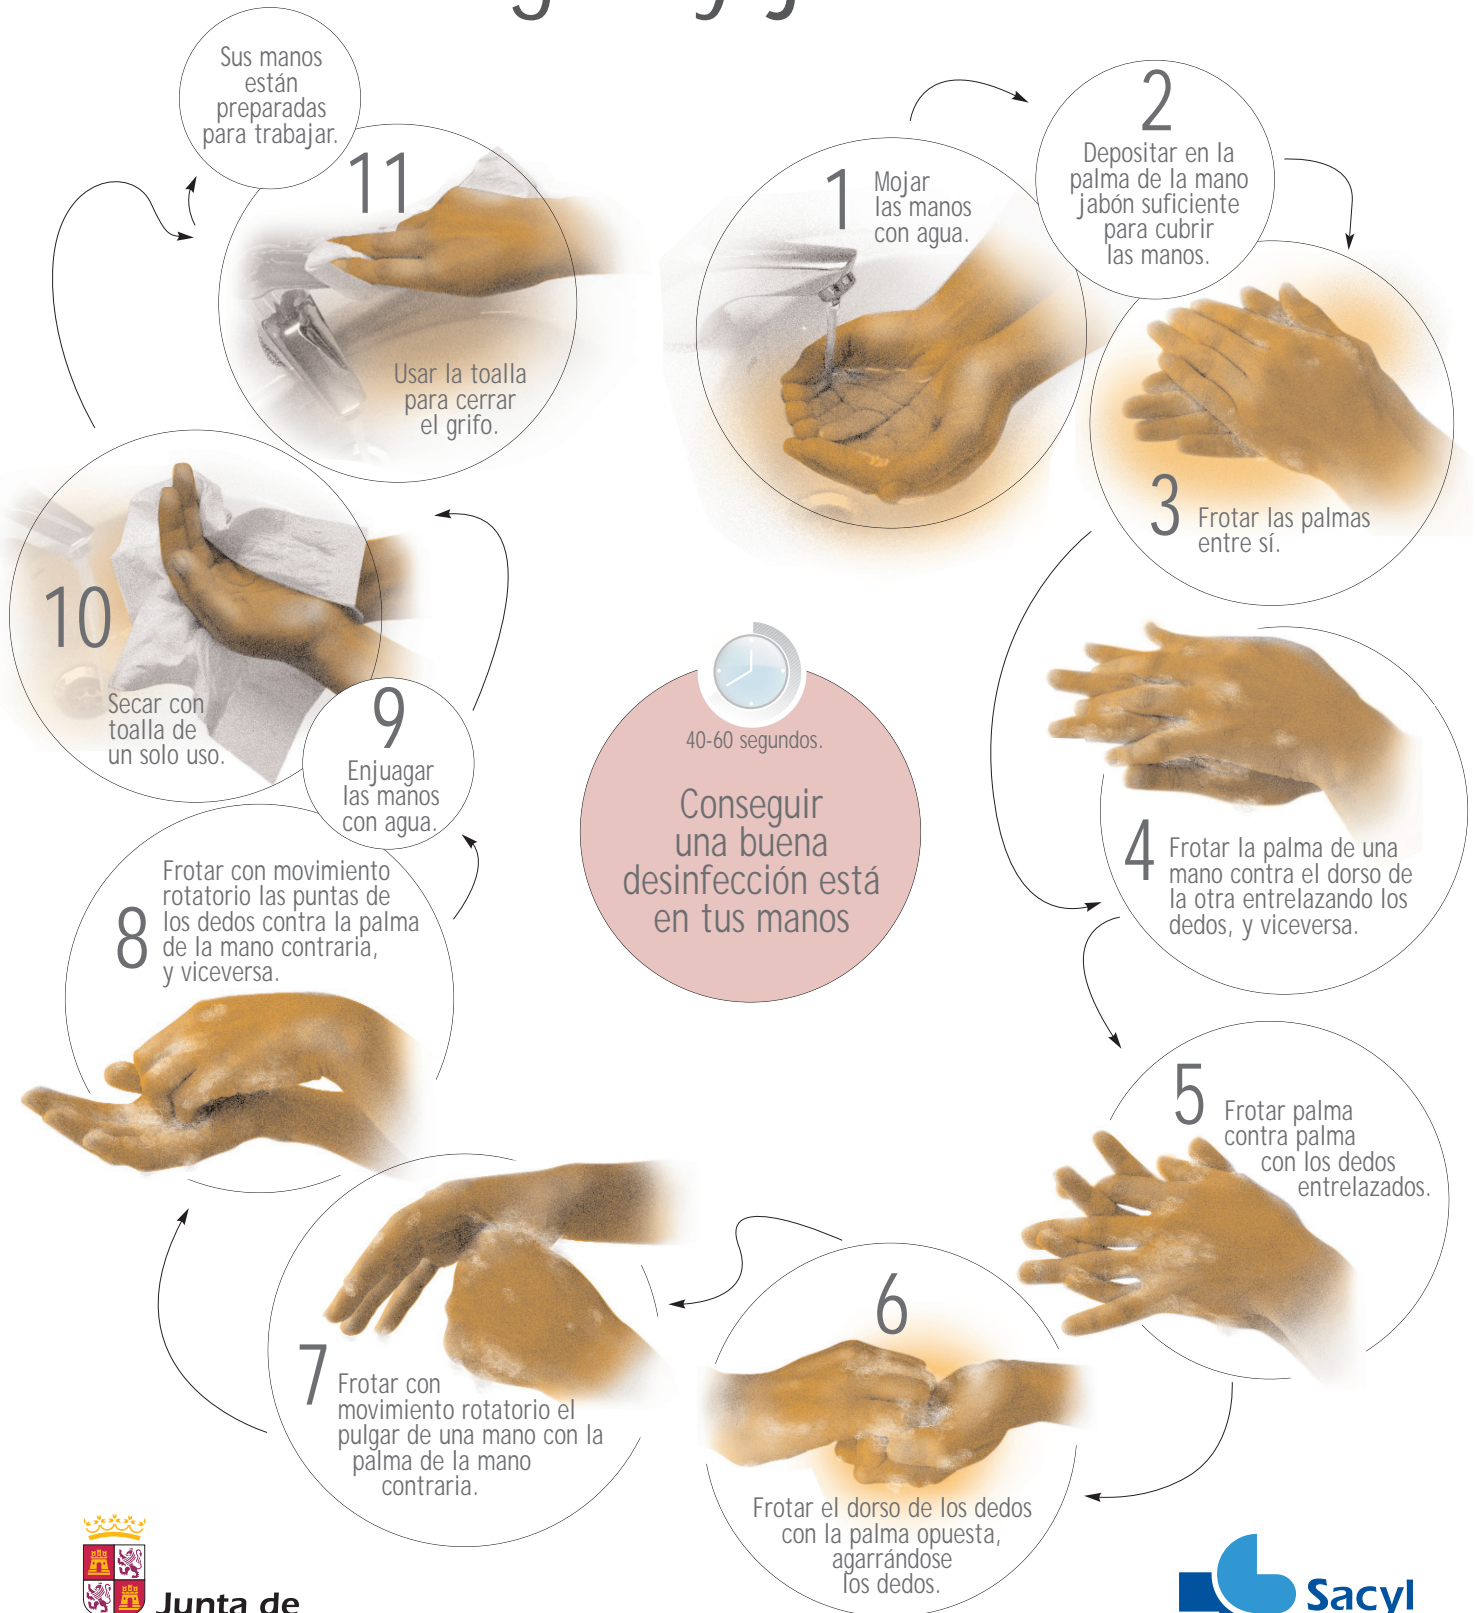 1
Mojar
las manos
con agua.
2
Depositar en la
palma de la mano
jabón suficiente
para cubrir
las manos.
3
Frotar las palmas
entre sí.
4
Frotar la palma de una
mano contra el dorso de
la otra entrelazando los
dedos, y viceversa.
5
Frotar palma
contra palma
con los dedos
entrelazados.
6
Frotar el dorso de los dedos
con la palma opuesta,
agarrándose
los dedos.
7
Frotar con
movimiento rotatorio el
pulgar de una mano con la
palma de la mano
contraria.
8
Frotar con movimiento
rotatorio las puntas de
los dedos contra la palma
de la mano contraria,
y viceversa.
9
Enjuagar
las manos
con agua.
10
Secar con
toalla de
un solo uso.
11
Usar la toalla
para cerrar
el grifo.
Sus manos
están
preparadas
para trabajar.
40-60 segundos.
Conseguir
una buena
desinfección está
en tus manos
Junta de
Sacyl